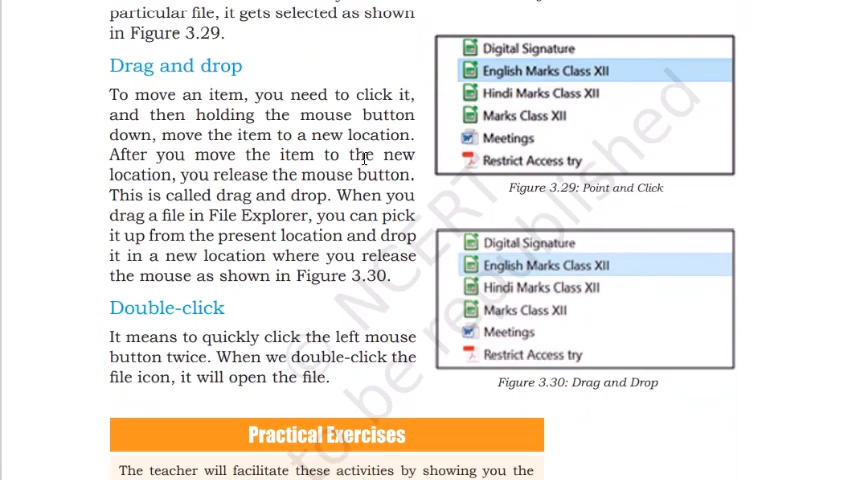 particular file, it gets selected as shown
in Figure 3.29.
Drag and drop
To move an item, you need to click it,
and then holding the mouse button
down, move the item to a new location.
After you move the item to the new
location, you release the mouse button.
This is called drag and drop. When you
drag a file in File Explorer, you can pick
it up from the present location and drop
it in a new location where you release
the mouse as shown in Figure 3.30.
Double-click
It means to quickly click the left mouse
button twice. When we double-click the
file icon, it will open the file.
Digital Signature
English Marks Class XII
Hindi Marks Class XII
Marks Class XII
Meetings
Restrict Access try
Figure 3.29: Point and Click
Digital Signature
English Marks Class XII
Hindi Marks Class XII
Marks Class XII
Meetings
Restrict Access try
Figure 3.30: Drag and Drop
Practical Exercises
The teacher will facilitate these activities by showing you the
© NCERT
to be republished